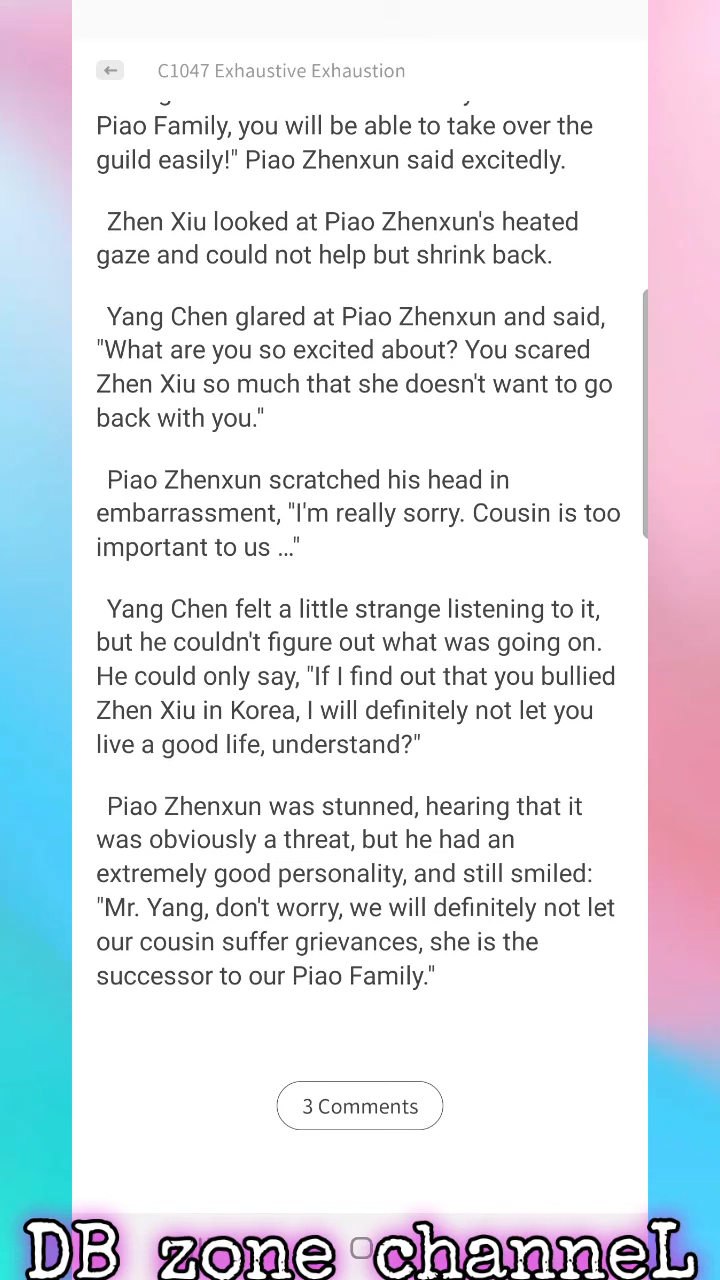 C1047 Exhaustive Exhaustion
Piao Family, you will be able to take over the
guild easily!" Piao Zhenxun said excitedly.
Zhen Xiu looked at Piao Zhenxun's heated
gaze and could not help but shrink back.
Yang Chen glared at Piao Zhenxun and said,
"What are you so excited about? You scared
Zhen Xiu so much that she doesn't want to go
back with you."
Piao Zhenxun scratched his head in
embarrassment, "I'm really sorry. Cousin is too
important to us ..."
Yang Chen felt a little strange listening to it,
but he couldn't figure out what was going on.
He could only say, "If I find out that you bullied
Zhen Xiu in Korea, I will definitely not let you
live a good life, understand?"
Piao Zhenxun was stunned, hearing that it
was obviously a threat, but he had an
extremely good personality, and still smiled:
"Mr. Yang, don't worry, we will definitely not let
our cousin suffer grievances, she is the
successor to our Piao Family."
3 Comments
DB zone channeL